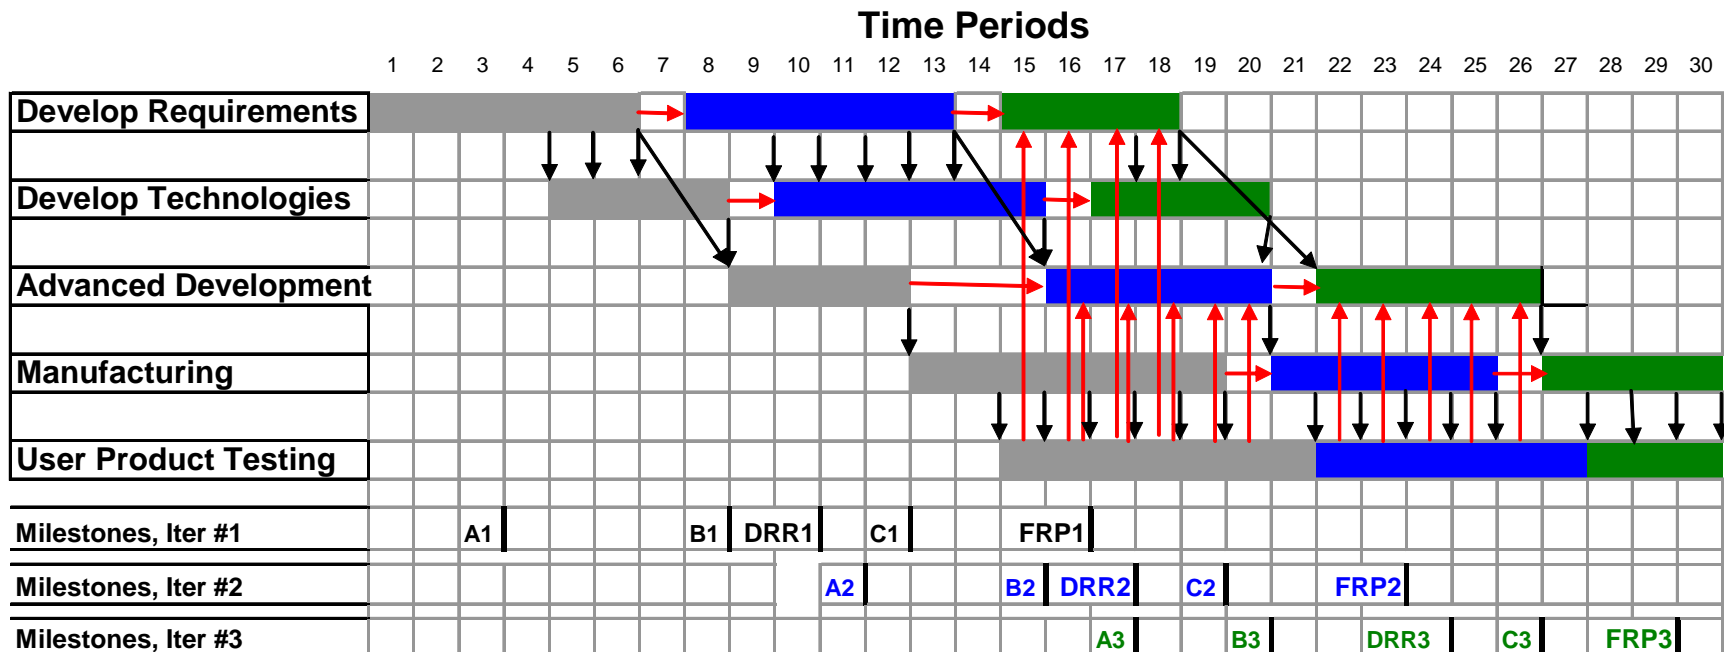 Time Periods
1 2 3 4 5 6 7 8 9 10 11 12 13 14 15 16 17 18 19 20 21 22 23 24 25 26 27 28 29 30
Develop Requirements
Develop Technologies
Advanced Development
Manufacturing
User Product Testing
Milestones, Iter #1 A1 B1 DRR1 C1 FRP1
Milestones, Iter #2 A2 B2 DRR2 C2 FRP2
Milestones, Iter #3 A3 B3 DRR3 C3 FRP3